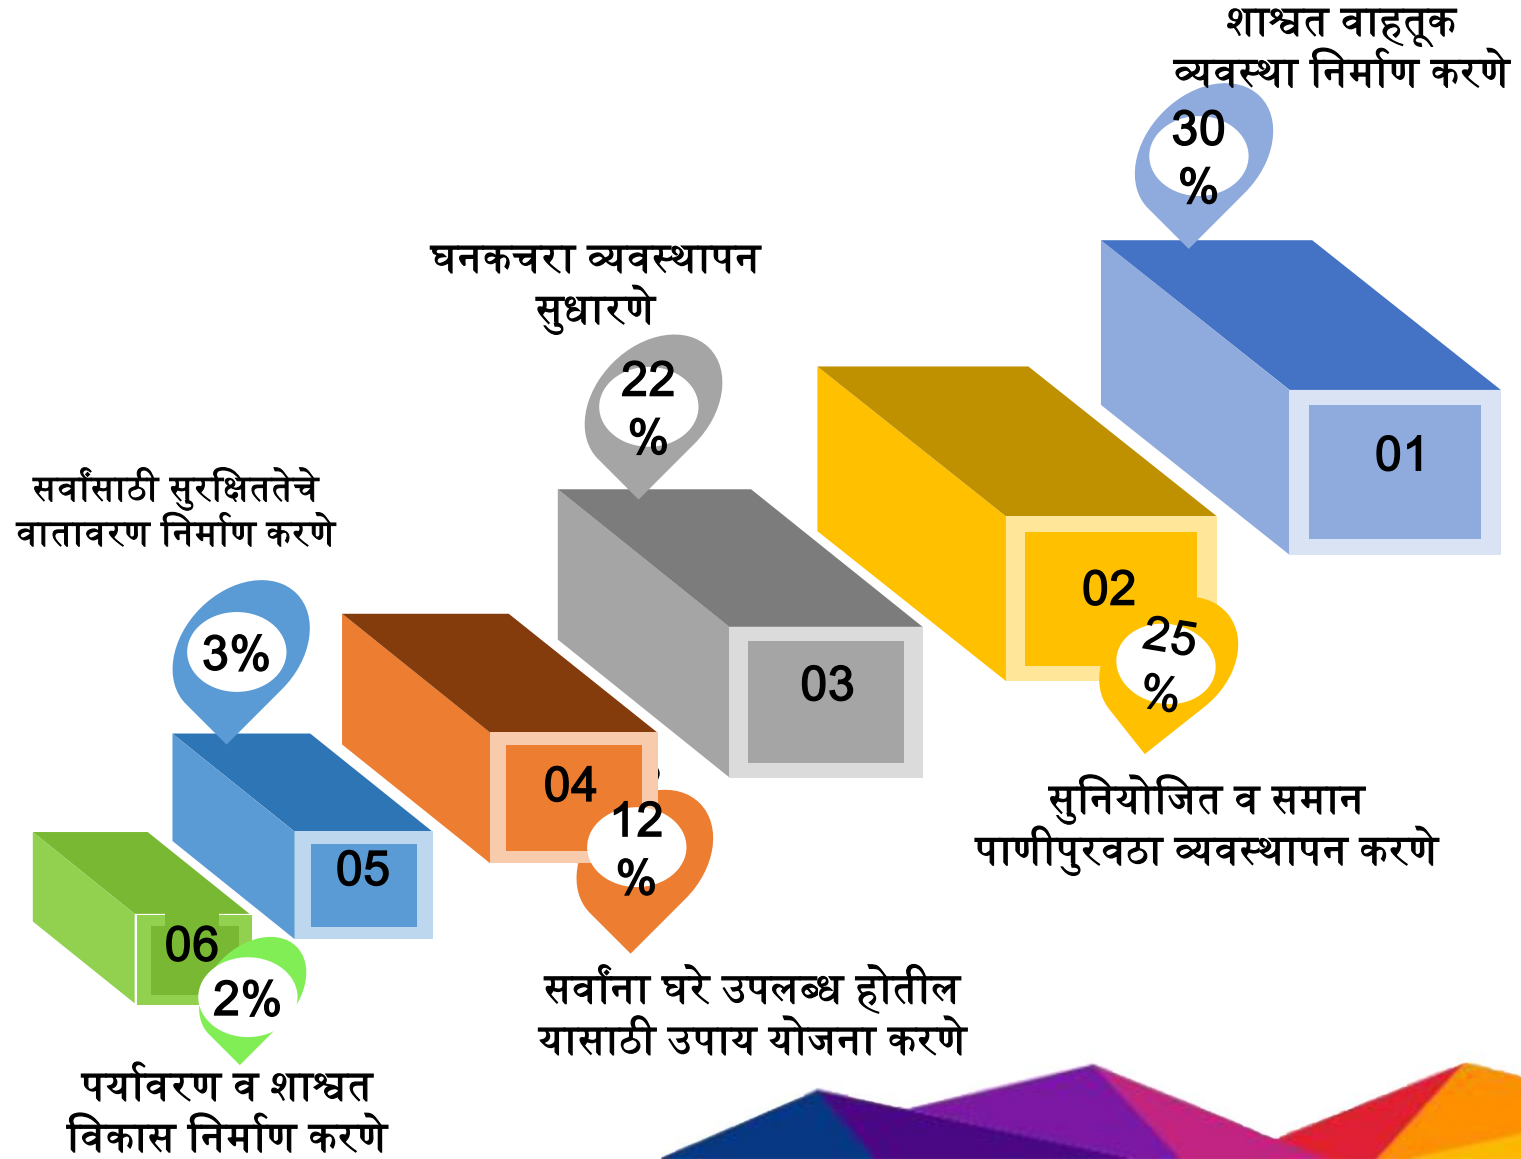 शाश्वत वाहतूक
व्यवस्था निर्माण करणे
30
%
01
घनकचरा व्यवस्थापन
सुधारणे
22
%
03
02
25
%
सुनियोजित व समान
पाणीपुरवठा व्यवस्थापन करणे
सर्वांसाठी सुरक्षिततेचे
वातावरण निर्माण करणे
3%
05
04
12
%
सर्वांना घरे उपलब्ध होतील
यासाठी उपाय योजना करणे
06
2%
पर्यावरण व शाश्वत
विकास निर्माण करणे